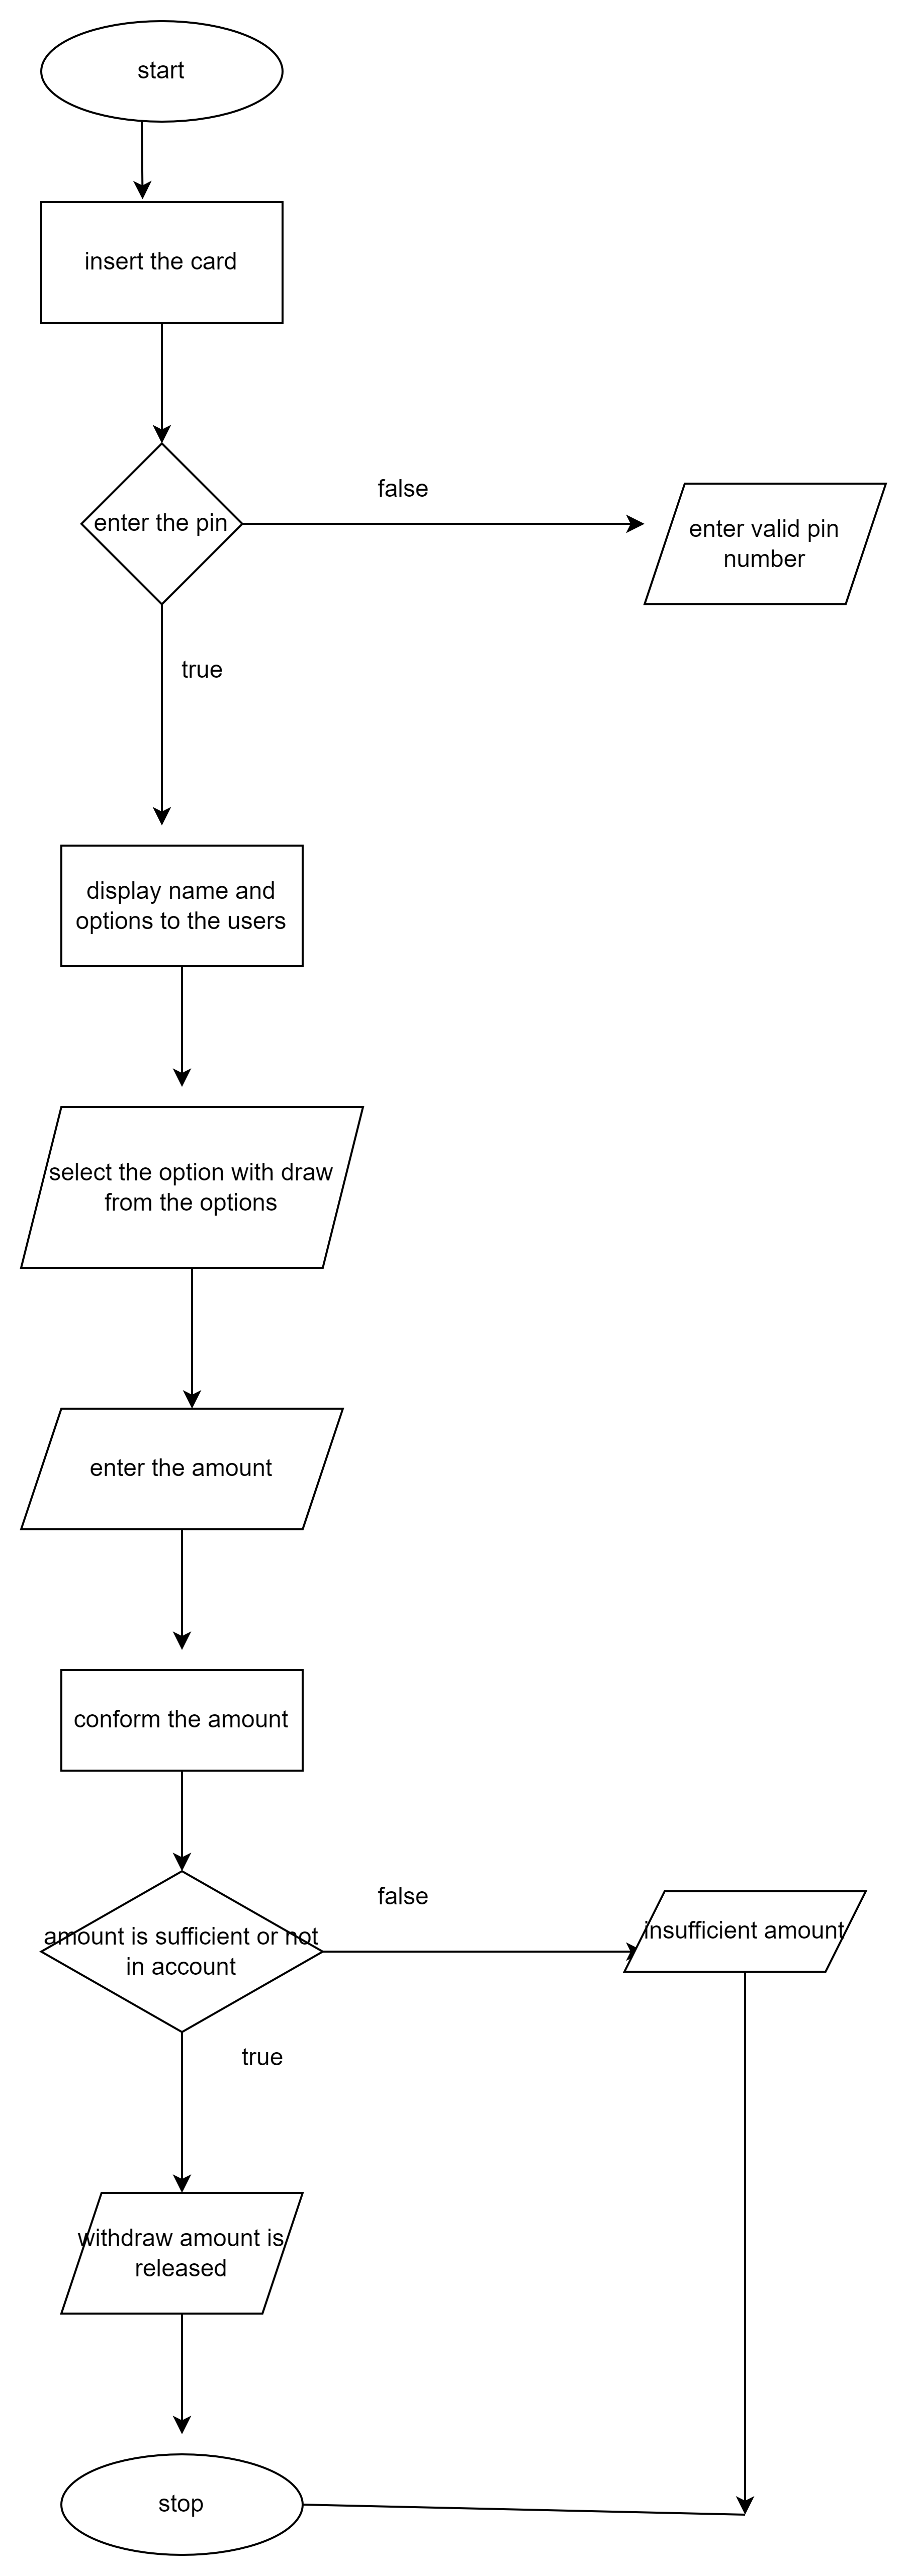 start
insert the card
enter the pin
false
enter valid pin
number
true
display name and
options to the users
select the option with draw
from the options
enter the amount
conform the amount
false
amount is sufficient or not
in account
insufficient amount
true
withdraw amount is
released
stop